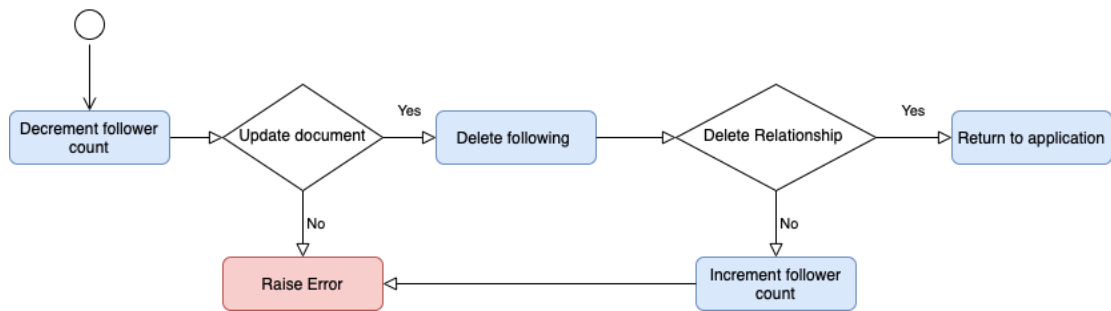 Decrement follower
count
Update document
Yes
Delete following
Delete Relationship
Yes
Return to application
No
No
Raise Error
Increment follower
count